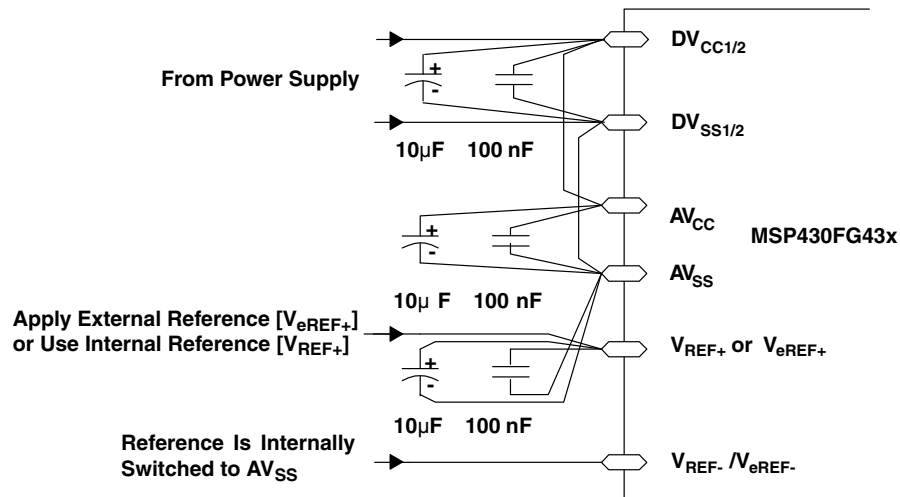 DVCC1/2
From Power Supply
+
-
DVSS1/2
10µF 100 nF
AVCC
MSP430FG43x
+
-
AVSS
10µ F 100 nF
Apply External Reference [VeREF+]
or Use Internal Reference [VREF+]
VREF+ or VeREF+
+
-
10µF 100 nF
Reference Is Internally
Switched to AVSS
VREF- /VeREF-